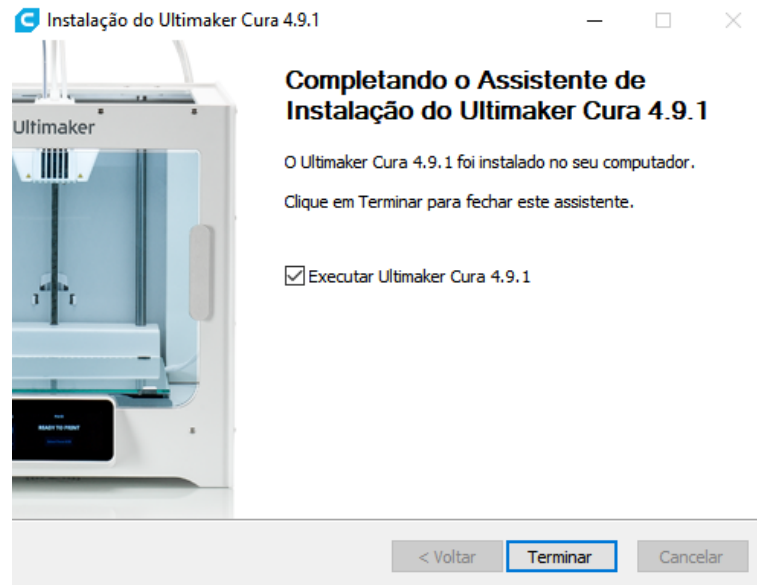 Instalação do Ultimaker Cura 4.9.1
Ultimaker
READY TO PRINT
Completando o Assistente de
Instalação do Ultimaker Cura 4.9.1
O Ultimaker Cura 4.9.1 foi instalado no seu computador.
Clique em Terminar para fechar este assistente.
Executar Ultimaker Cura 4.9.1
< Voltar
Terminar
Cancelar